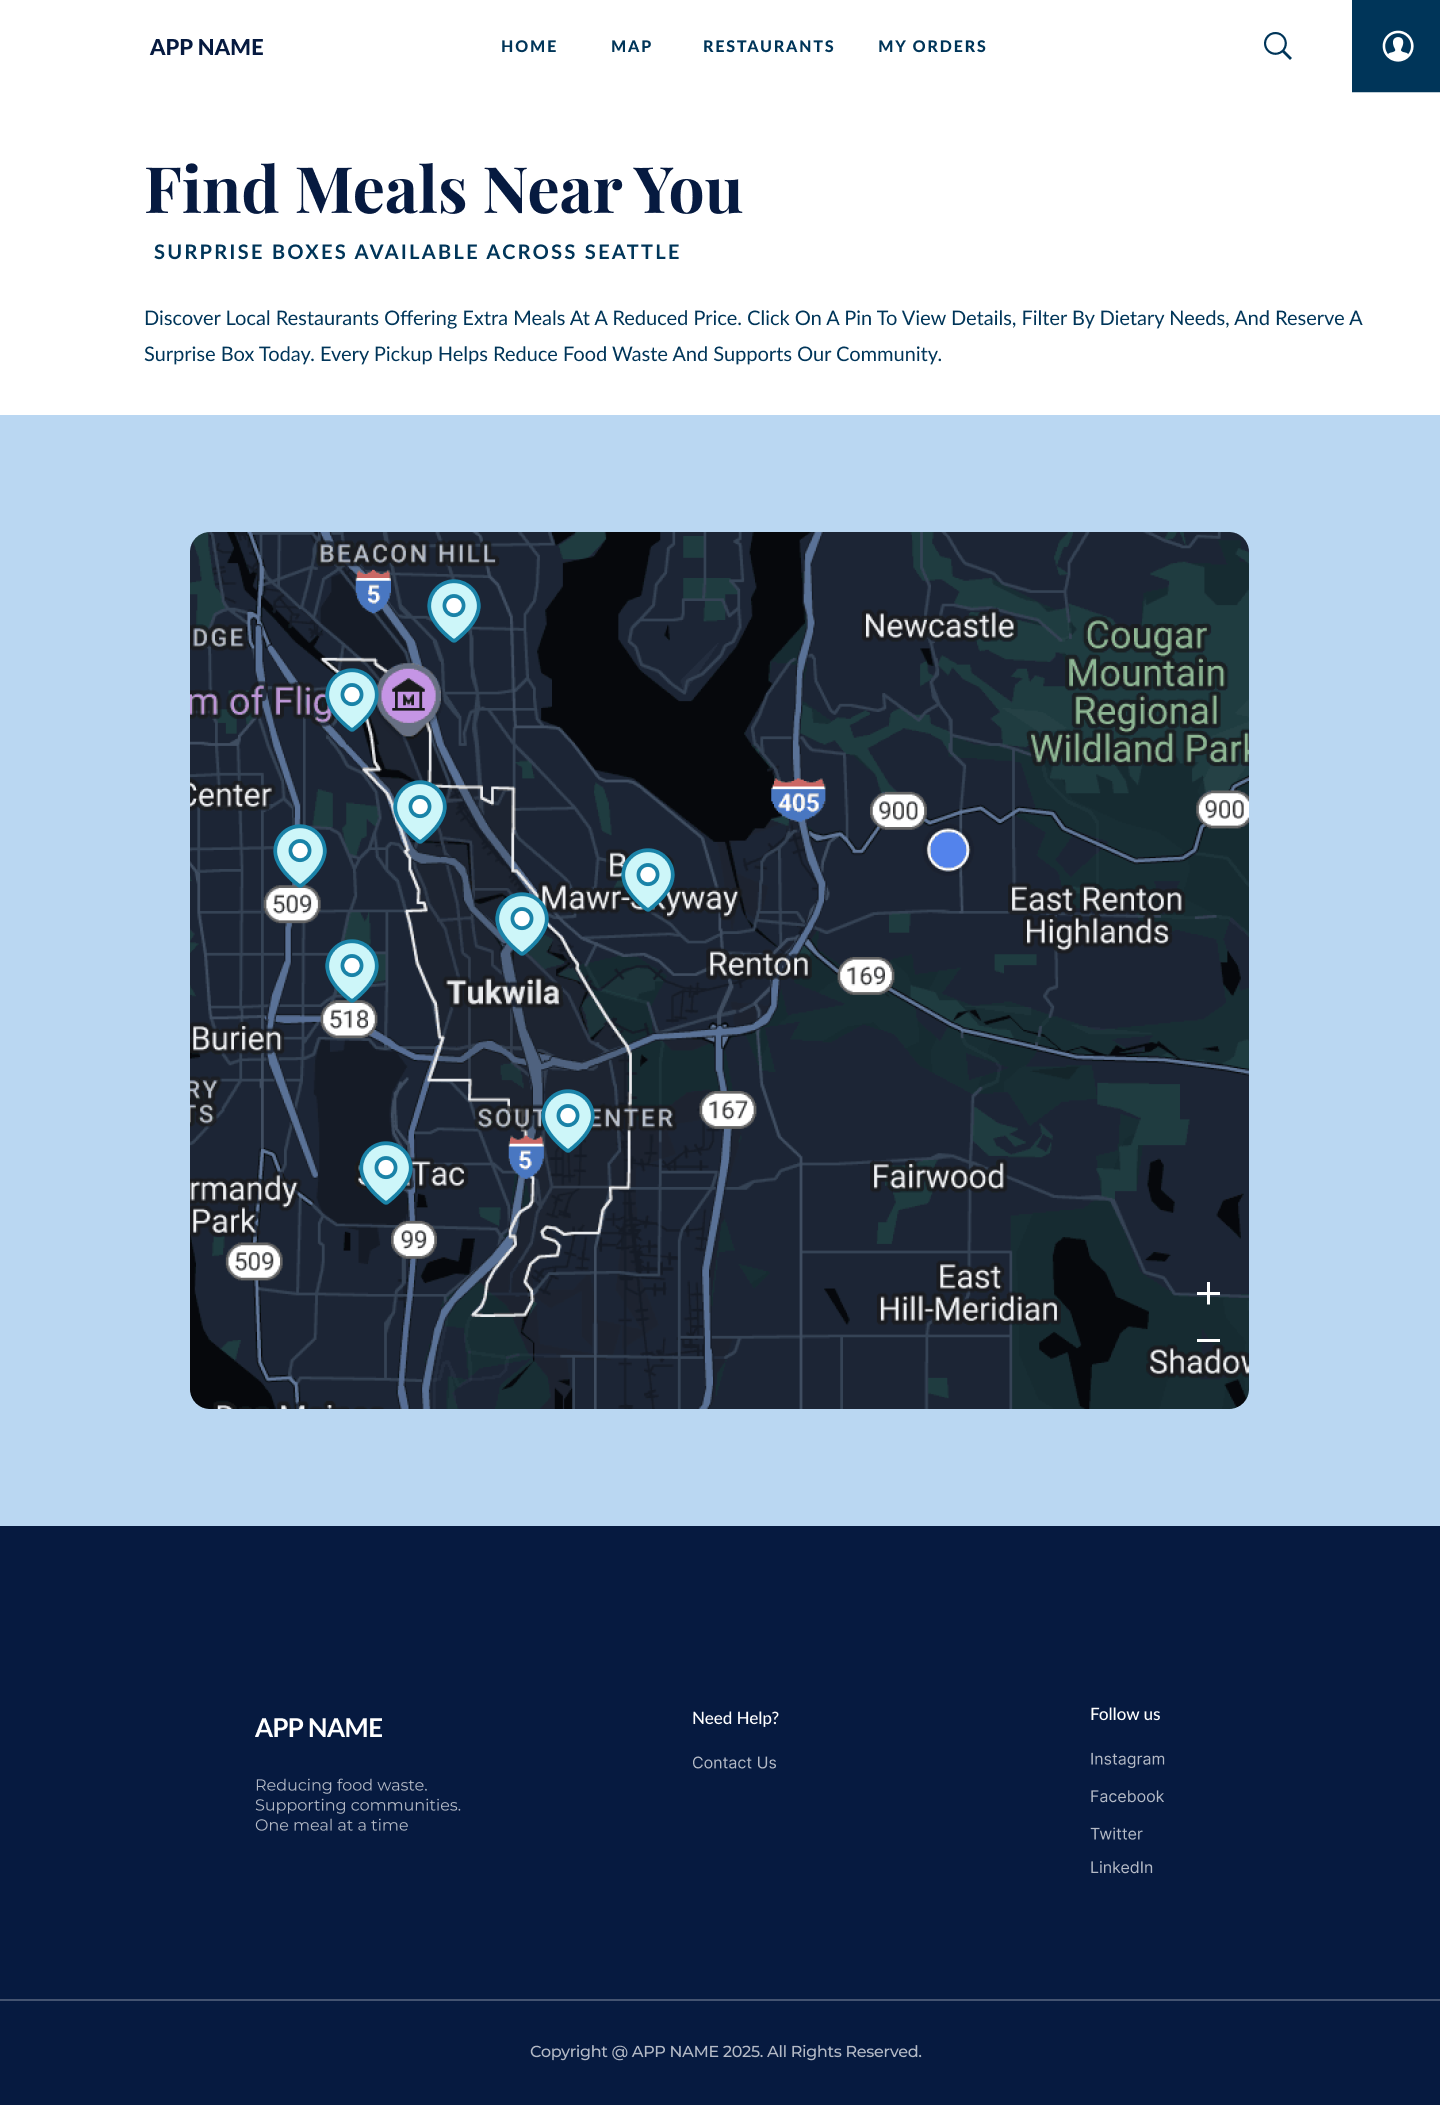 APP NAME
HOME
MAP
RESTAURANTS
MY ORDERS
Find Meals Near You
SURPRISE BOXES AVAILABLE ACROSS SEATTLE
Discover Local Restaurants Offering Extra Meals At A Reduced Price. Click On A Pin To View Details, Filter By Dietary Needs, And Reserve A
Surprise Box Today. Every Pickup Helps Reduce Food Waste And Supports Our Community.
BEACON HILL
5
Newcastle
DGE
Cougar
Mountain
Regional
Wildland Park
m of Flig
M
Center
405
900
900
509
Mawr-Skyway
East Renton
Highlands
Renton
169
Tukwila
518
Burien
RY
TS
167
5
Tac
Fairwood
rmandy
Park
99
509
East
Hill-Meridian
Shadow
APP NAME
Reducing food waste.
Supporting communities.
One meal at a time
Need Help?
Contact Us
Follow us
Instagram
Facebook
Twitter
LinkedIn
Copyright @ APP NAME 2025. All Rights Reserved.